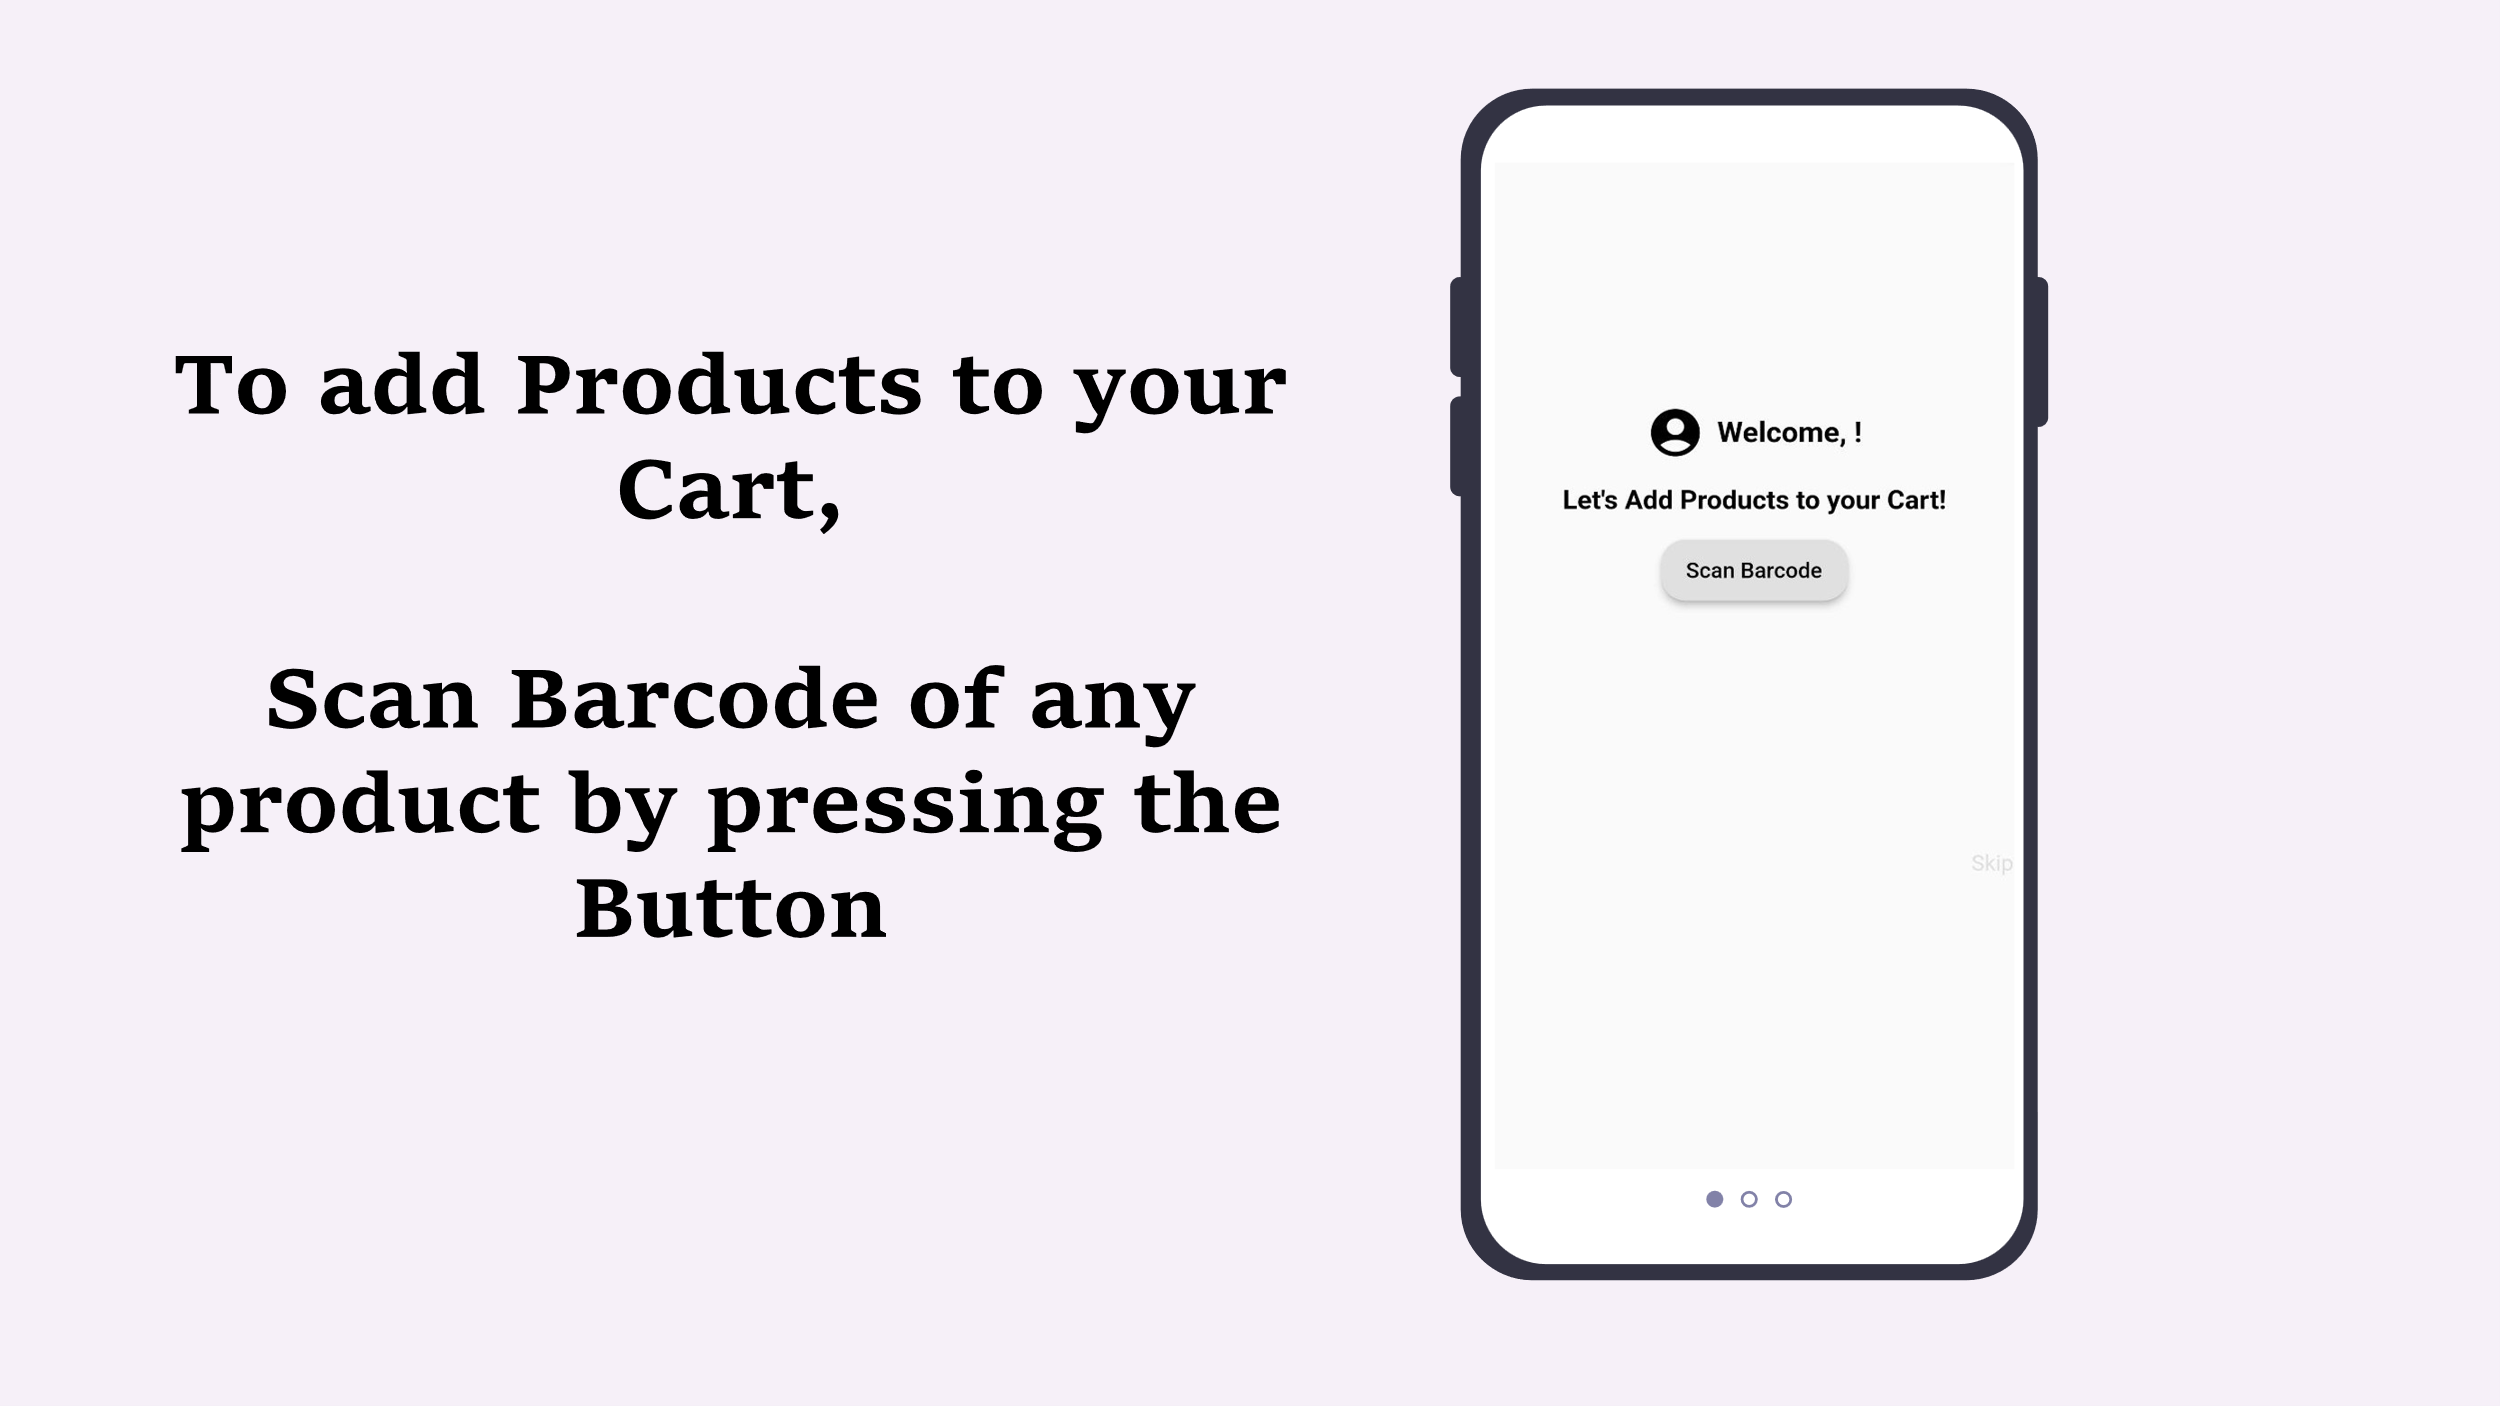 To add Products to your
Cart,
Scan Barcode of any
product by pressing the
Button
Welcome, !
Let's Add Products to your Cart!
Scan Barcode
Skip